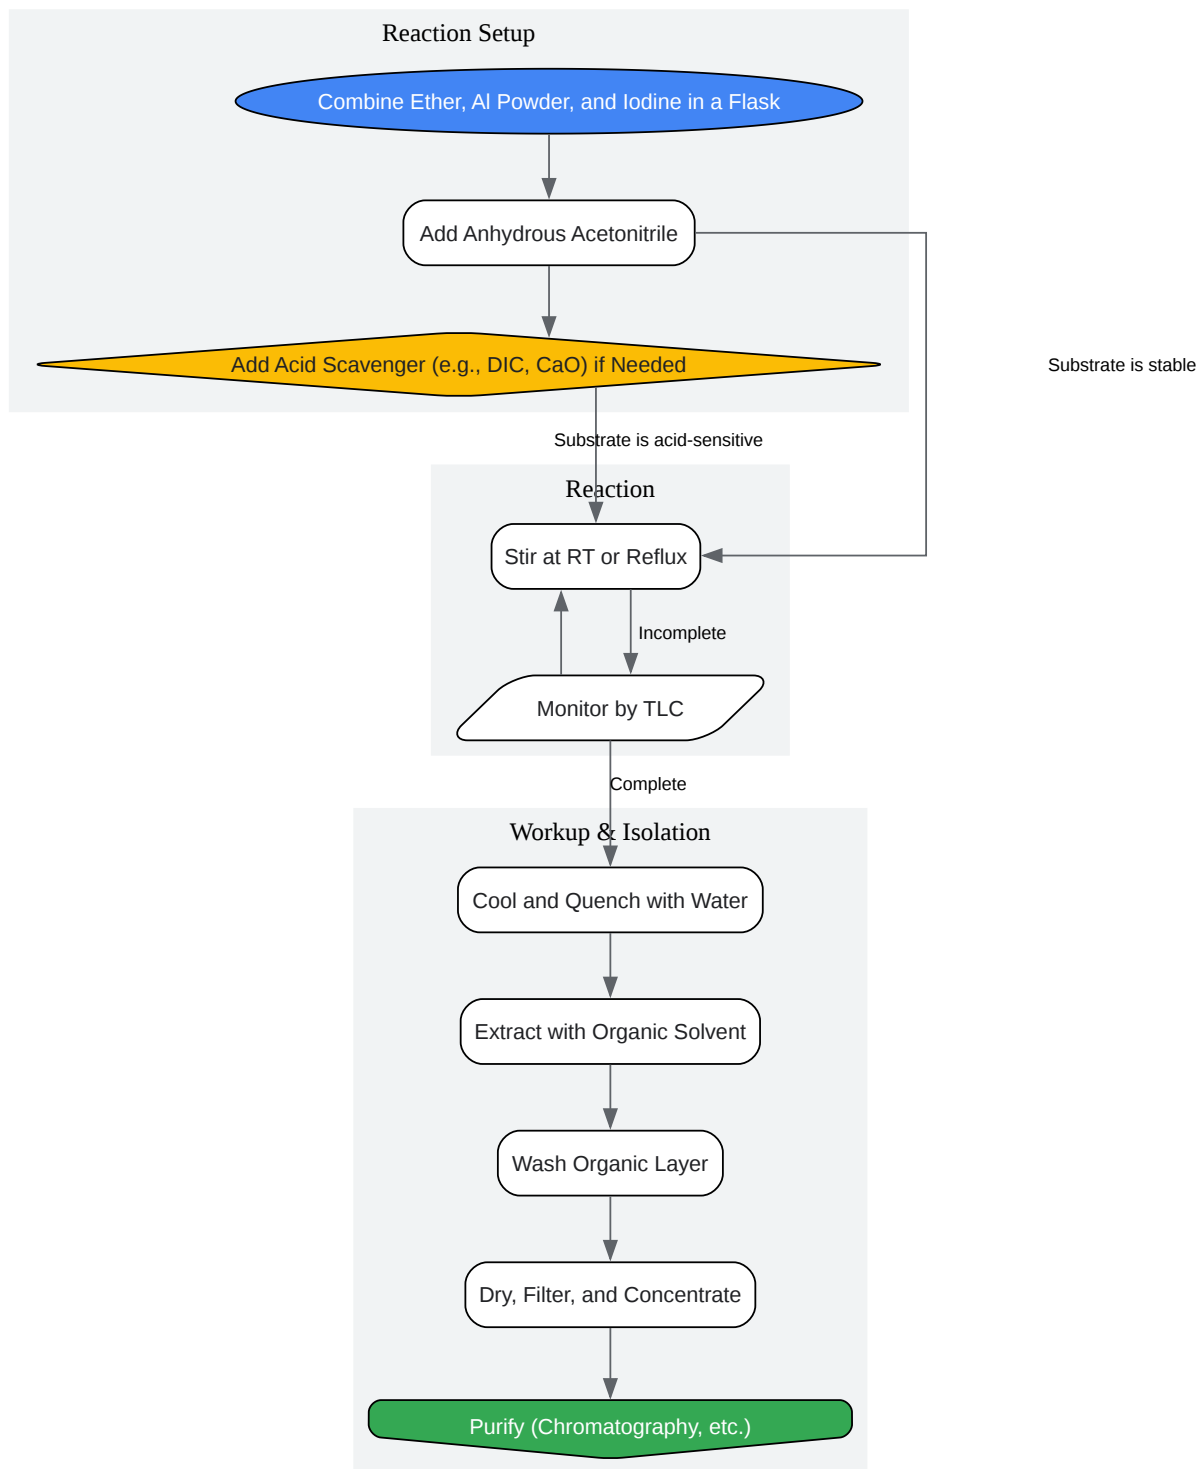 Reaction Setup
Combine Ether, Al Powder, and Iodine in a Flask
Add Anhydrous Acetonitrile
Add Acid Scavenger (e.g., DIC, CaO) if Needed
Substrate is stable
Substrate is acid-sensitive
Reaction
Stir at RT or Reflux
Incomplete
Monitor by TLC
Complete
Workup & Isolation
Cool and Quench with Water
Extract with Organic Solvent
Wash Organic Layer
Dry, Filter, and Concentrate
Purify (Chromatography, etc.)